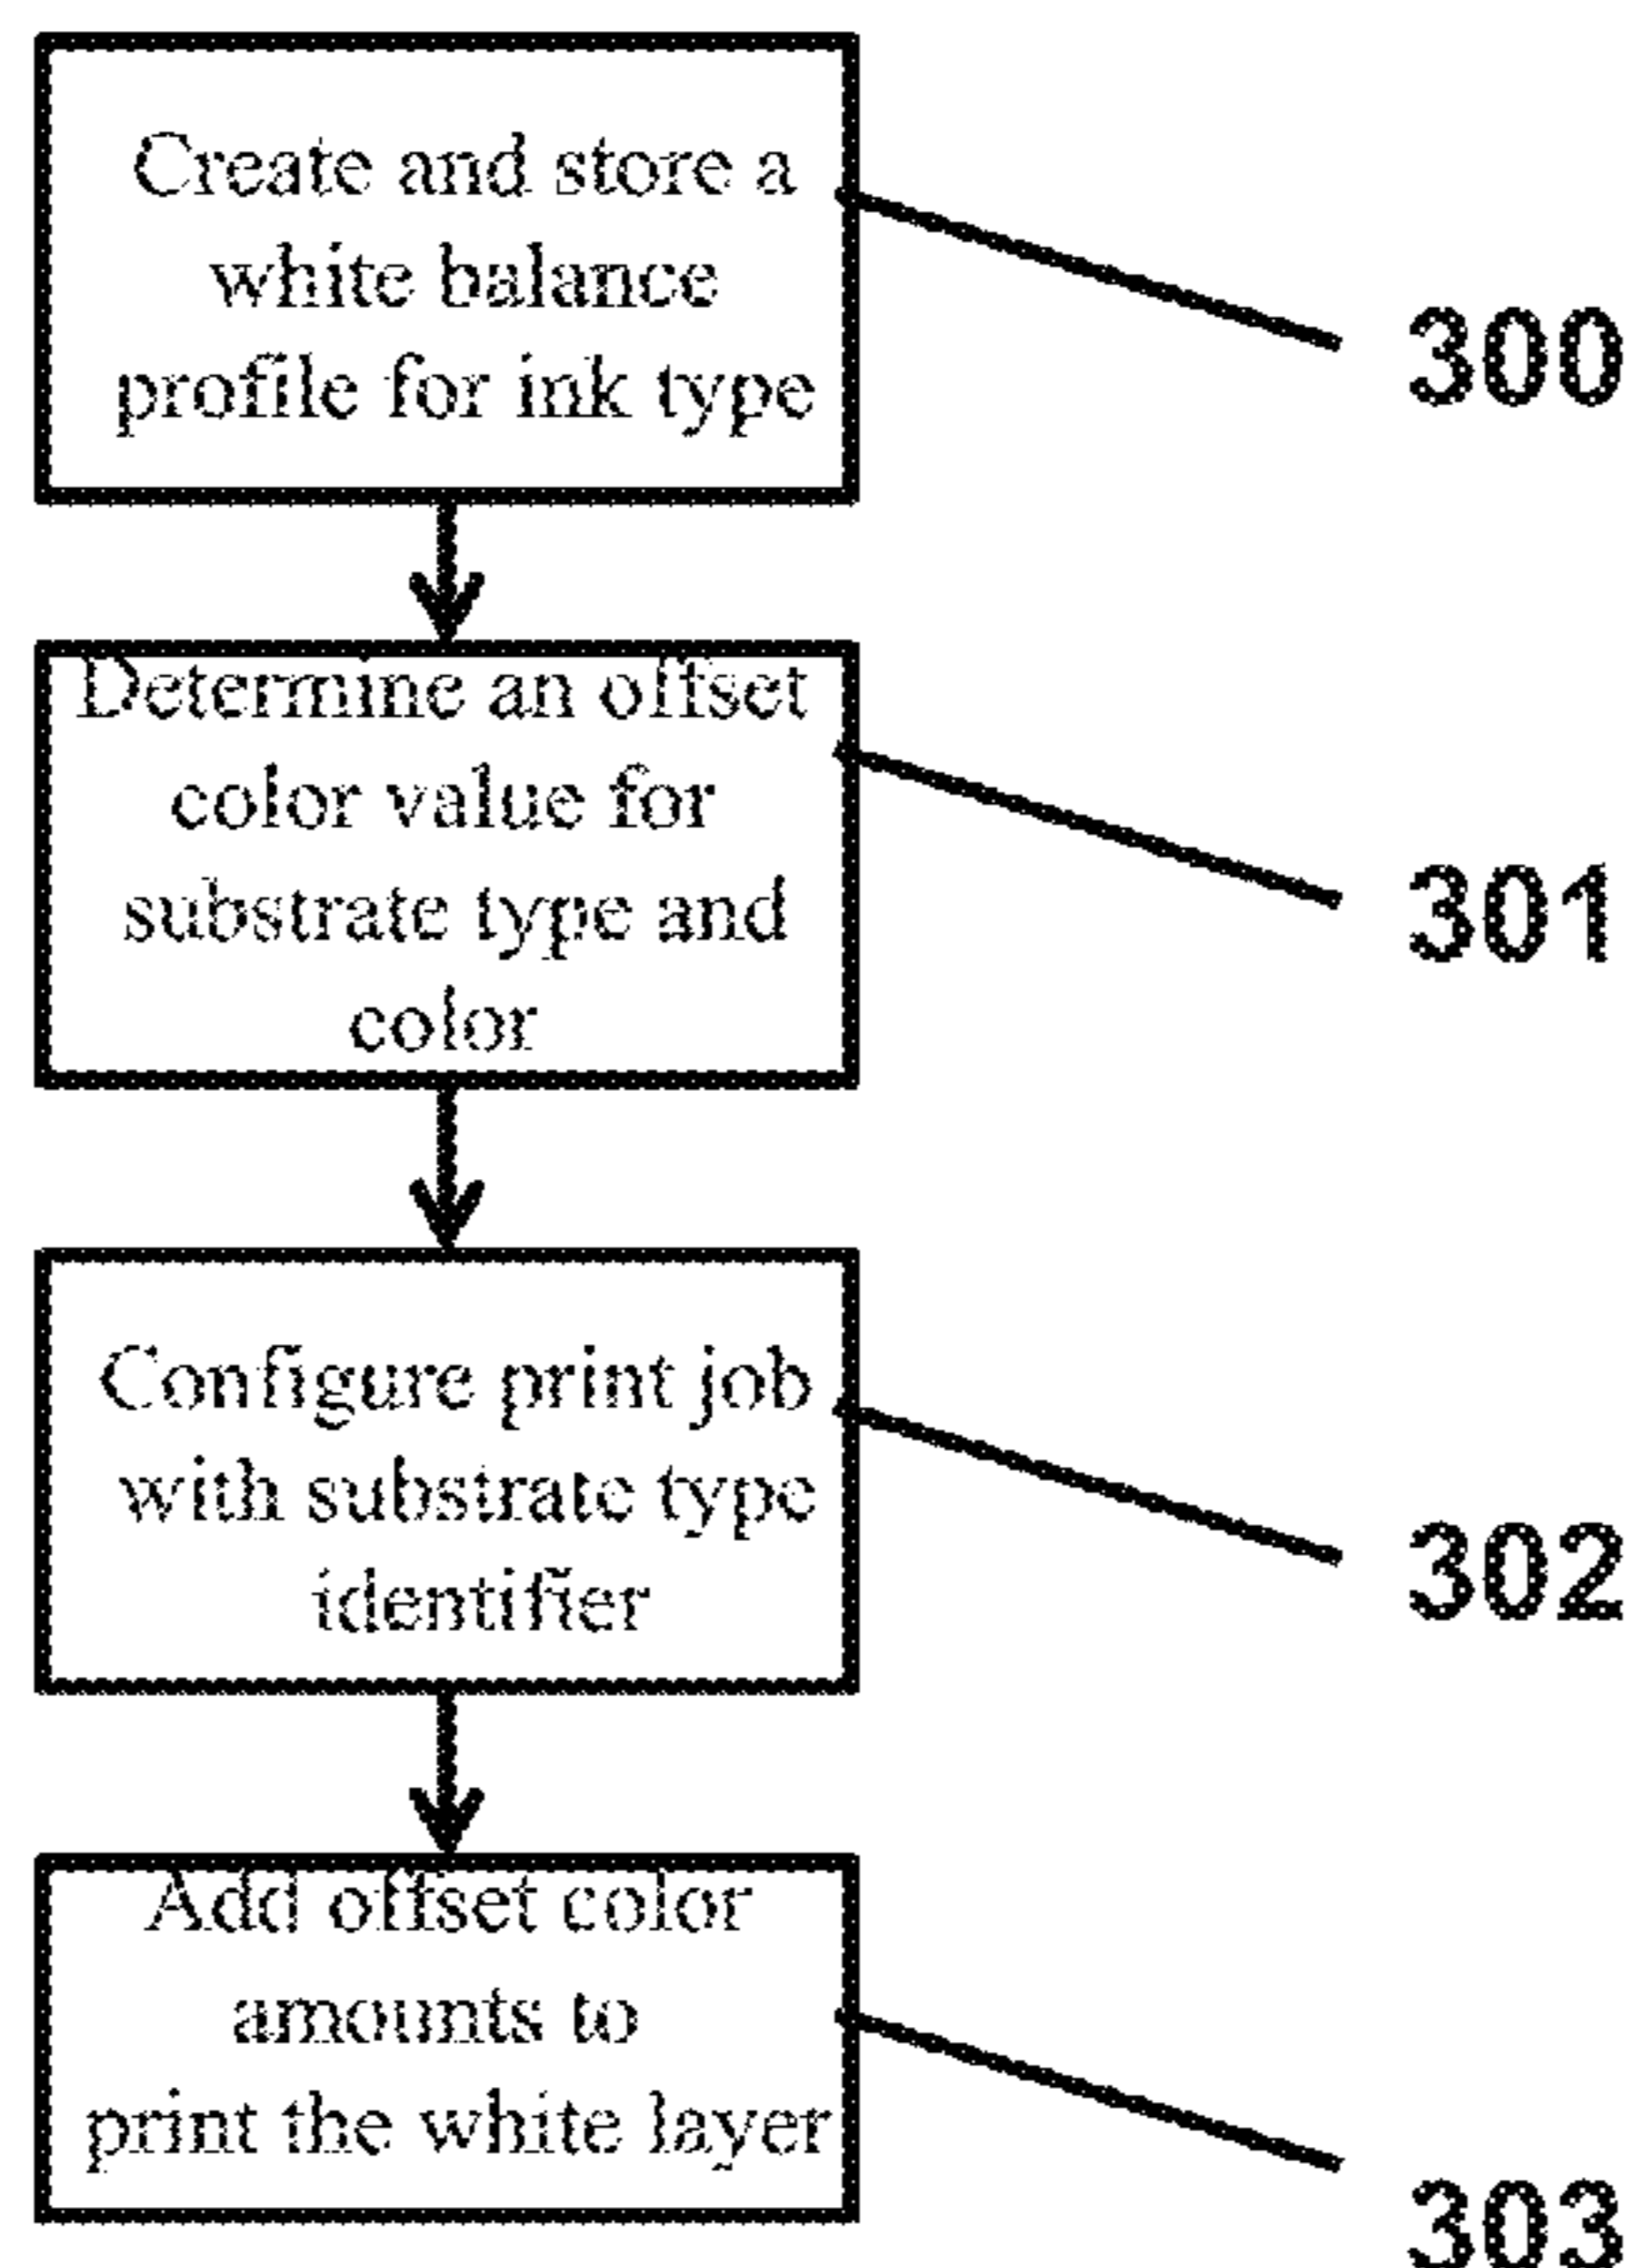 Create and store a
white balance
profile for ink type
300
Determine an offset
color value for
substrate type and
color
301
Configure print job
with substrate type
identifier
302
Add offset color
amounts to
print the white layer
303